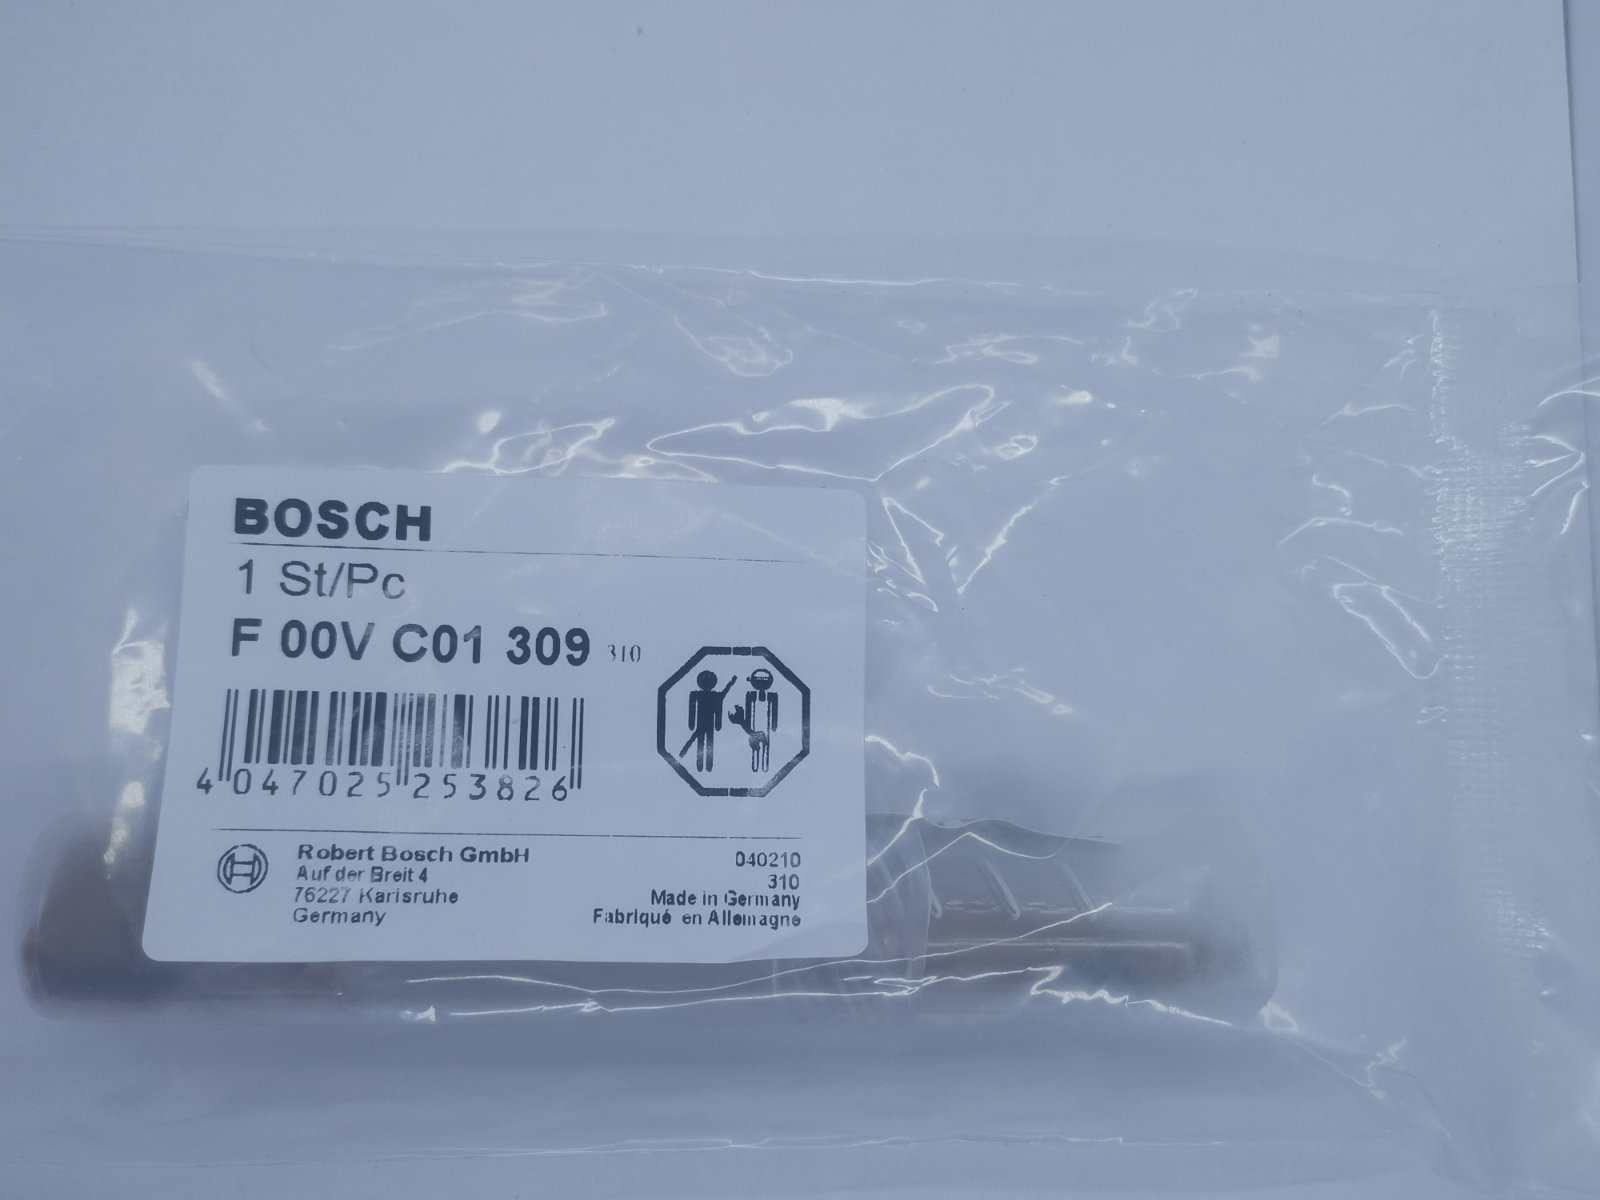 BOSCH
1 St/Pc
F 00V C01 309 310
4 047025 253826
Robert Bosch GmbH
Auf der Breit 4
76227 Karisruhe
Germany
040210
310
Made in Germany
Fabriqué en Allemagne